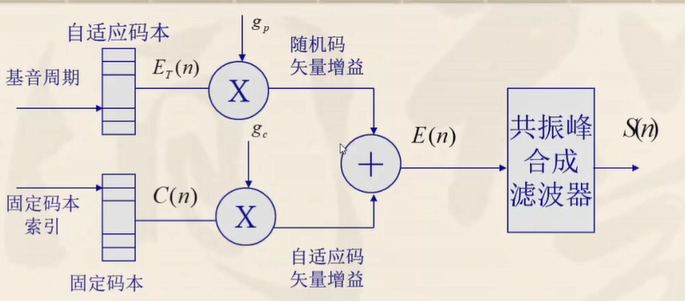 自适应码本
g_p
随机码
矢量增益
基音周期
E_T(n)
X
共振峰
合成
滤波器
S(n)
E(n)
+
g_c
固定码本
索引
C(n)
X
自适应码
矢量增益
固定码本